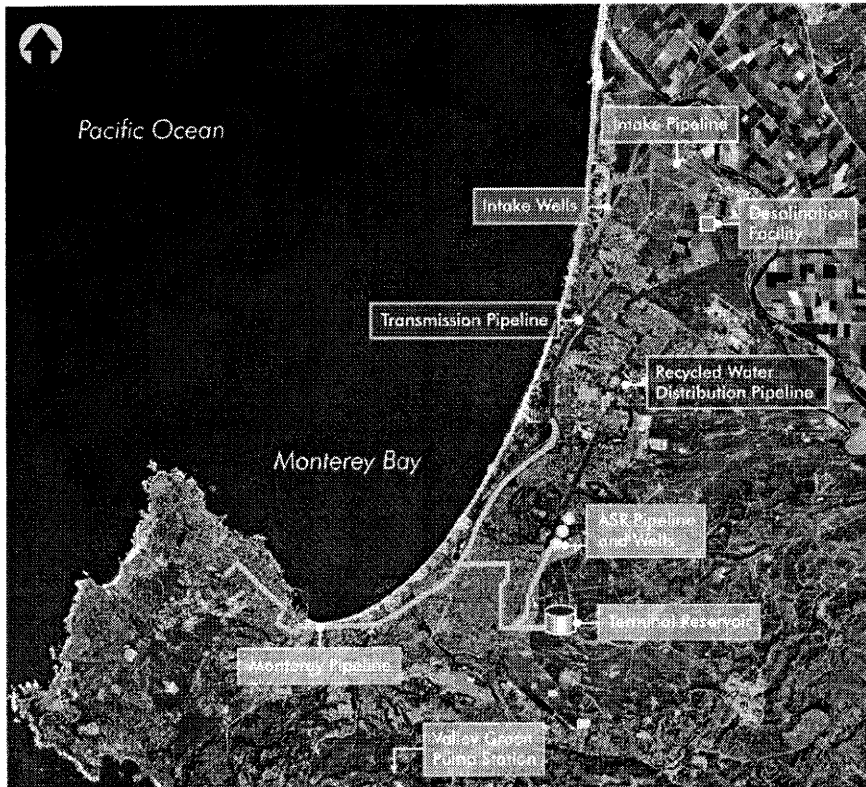 Pacific Ocean
Intake Pipeline
Intake Wells
Desalination
Facility
Transmission Pipeline
Recycled Water
Distribution Pipeline
Monterey Bay
ASR Pipeline
and Wells
Terminal Reservoir
Monterey Pipeline
Valley Green
Pump Station